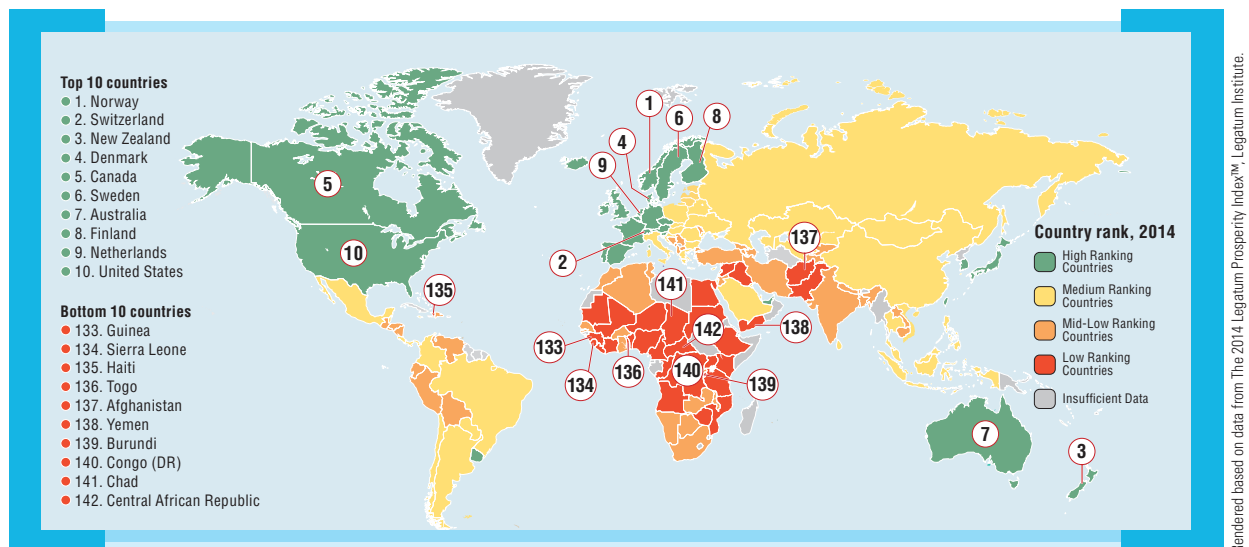 Top 10 countries
1. Norway
2. Switzerland
3. New Zealand
4. Denmark
5. Canada
6. Sweden
7. Australia
8. Finland
9. Netherlands
10. United States
Bottom 10 countries
133. Guinea
134. Sierra Leone
135. Haiti
136. Togo
137. Afghanistan
138. Yemen
139. Burundi
140. Congo (DR)
141. Chad
142. Central African Republic
1
6
8
4
9
5
10
2
137
135
141
142
138
133
136
140
134
139
7
3
Country rank, 2014
High Ranking
Countries
Medium Ranking
Countries
Mid-Low Ranking
Countries
Low Ranking
Countries
Insufficient Data
Rendered based on data from The 2014 Legatum Prosperity Index™, Legatum Institute.